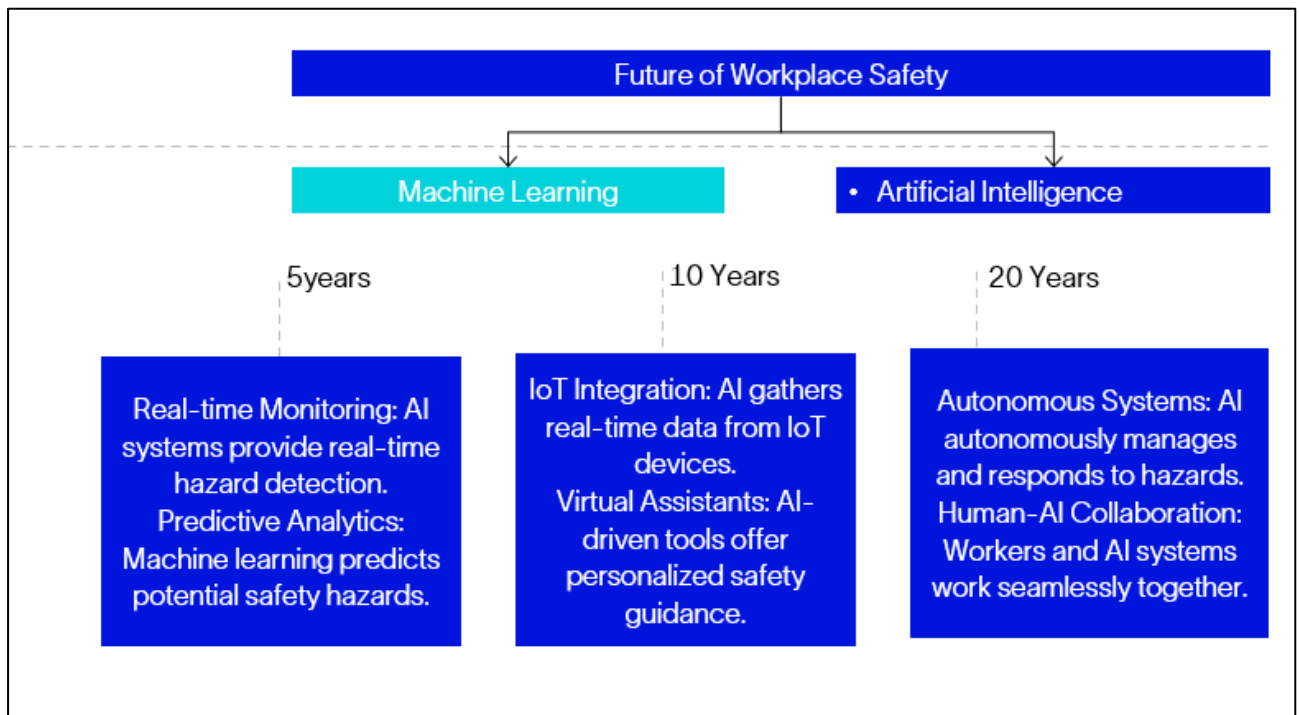 Future of Workplace Safety
Machine Learning
• Artificial Intelligence
5years
10 Years
20 Years
Real-time Monitoring: AI
systems provide real-time
hazard detection.
Predictive Analytics:
Machine learning predicts
potential safety hazards.
IoT Integration: AI gathers
real-time data from IoT
devices.
Virtual Assistants: AI-
driven tools offer
personalized safety
guidance.
Autonomous Systems: AI
autonomously manages
and responds to hazards.
Human-AI Collaboration:
Workers and AI systems
work seamlessly together.